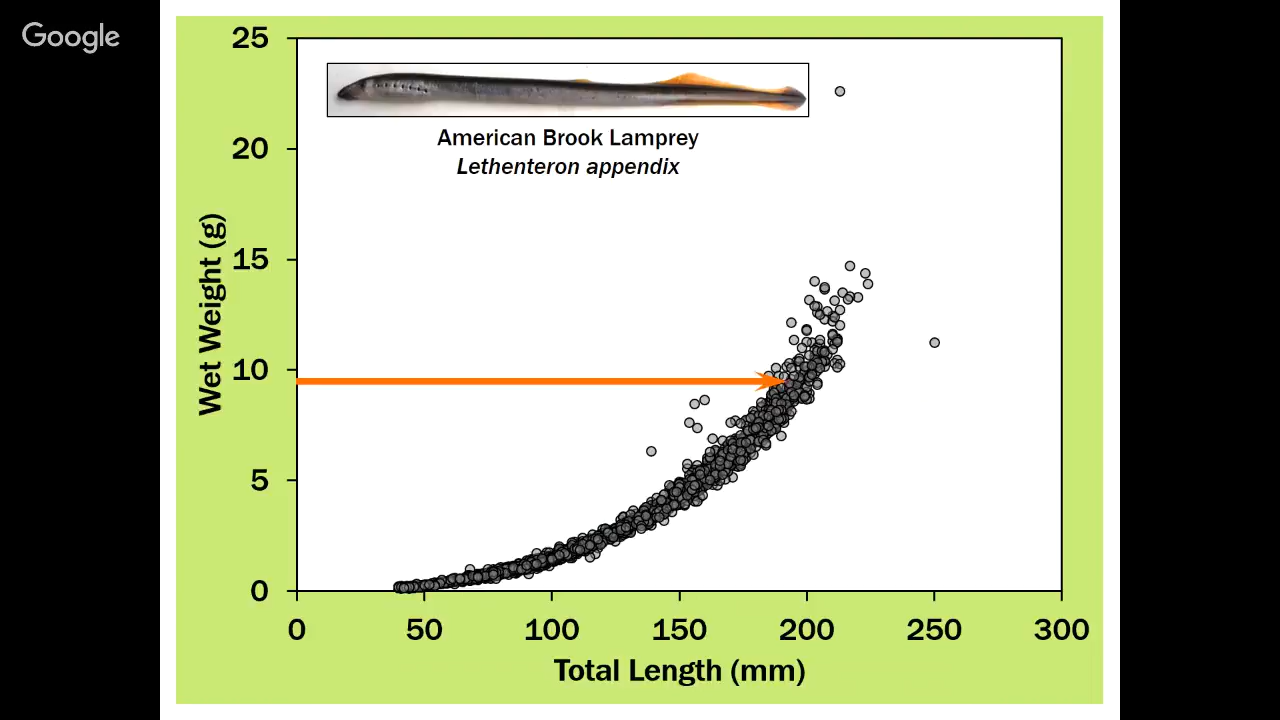 Google
25
20
15
10
5
0
Wet Weight (g)
American Brook Lamprey
Lethenteron appendix
0 50 100 150 200 250 300
Total Length (mm)